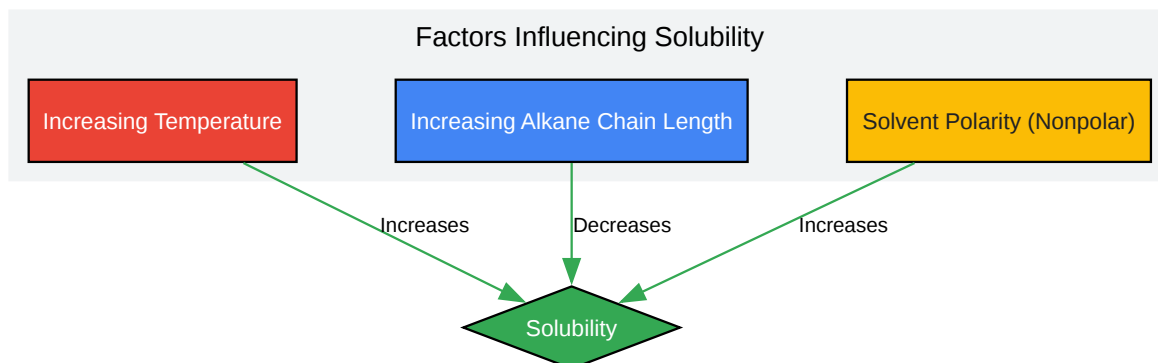 Factors Influencing Solubility
Increasing Temperature
Increasing Alkane Chain Length
Solvent Polarity (Nonpolar)
Increases
Decreases
Increases
Solubility